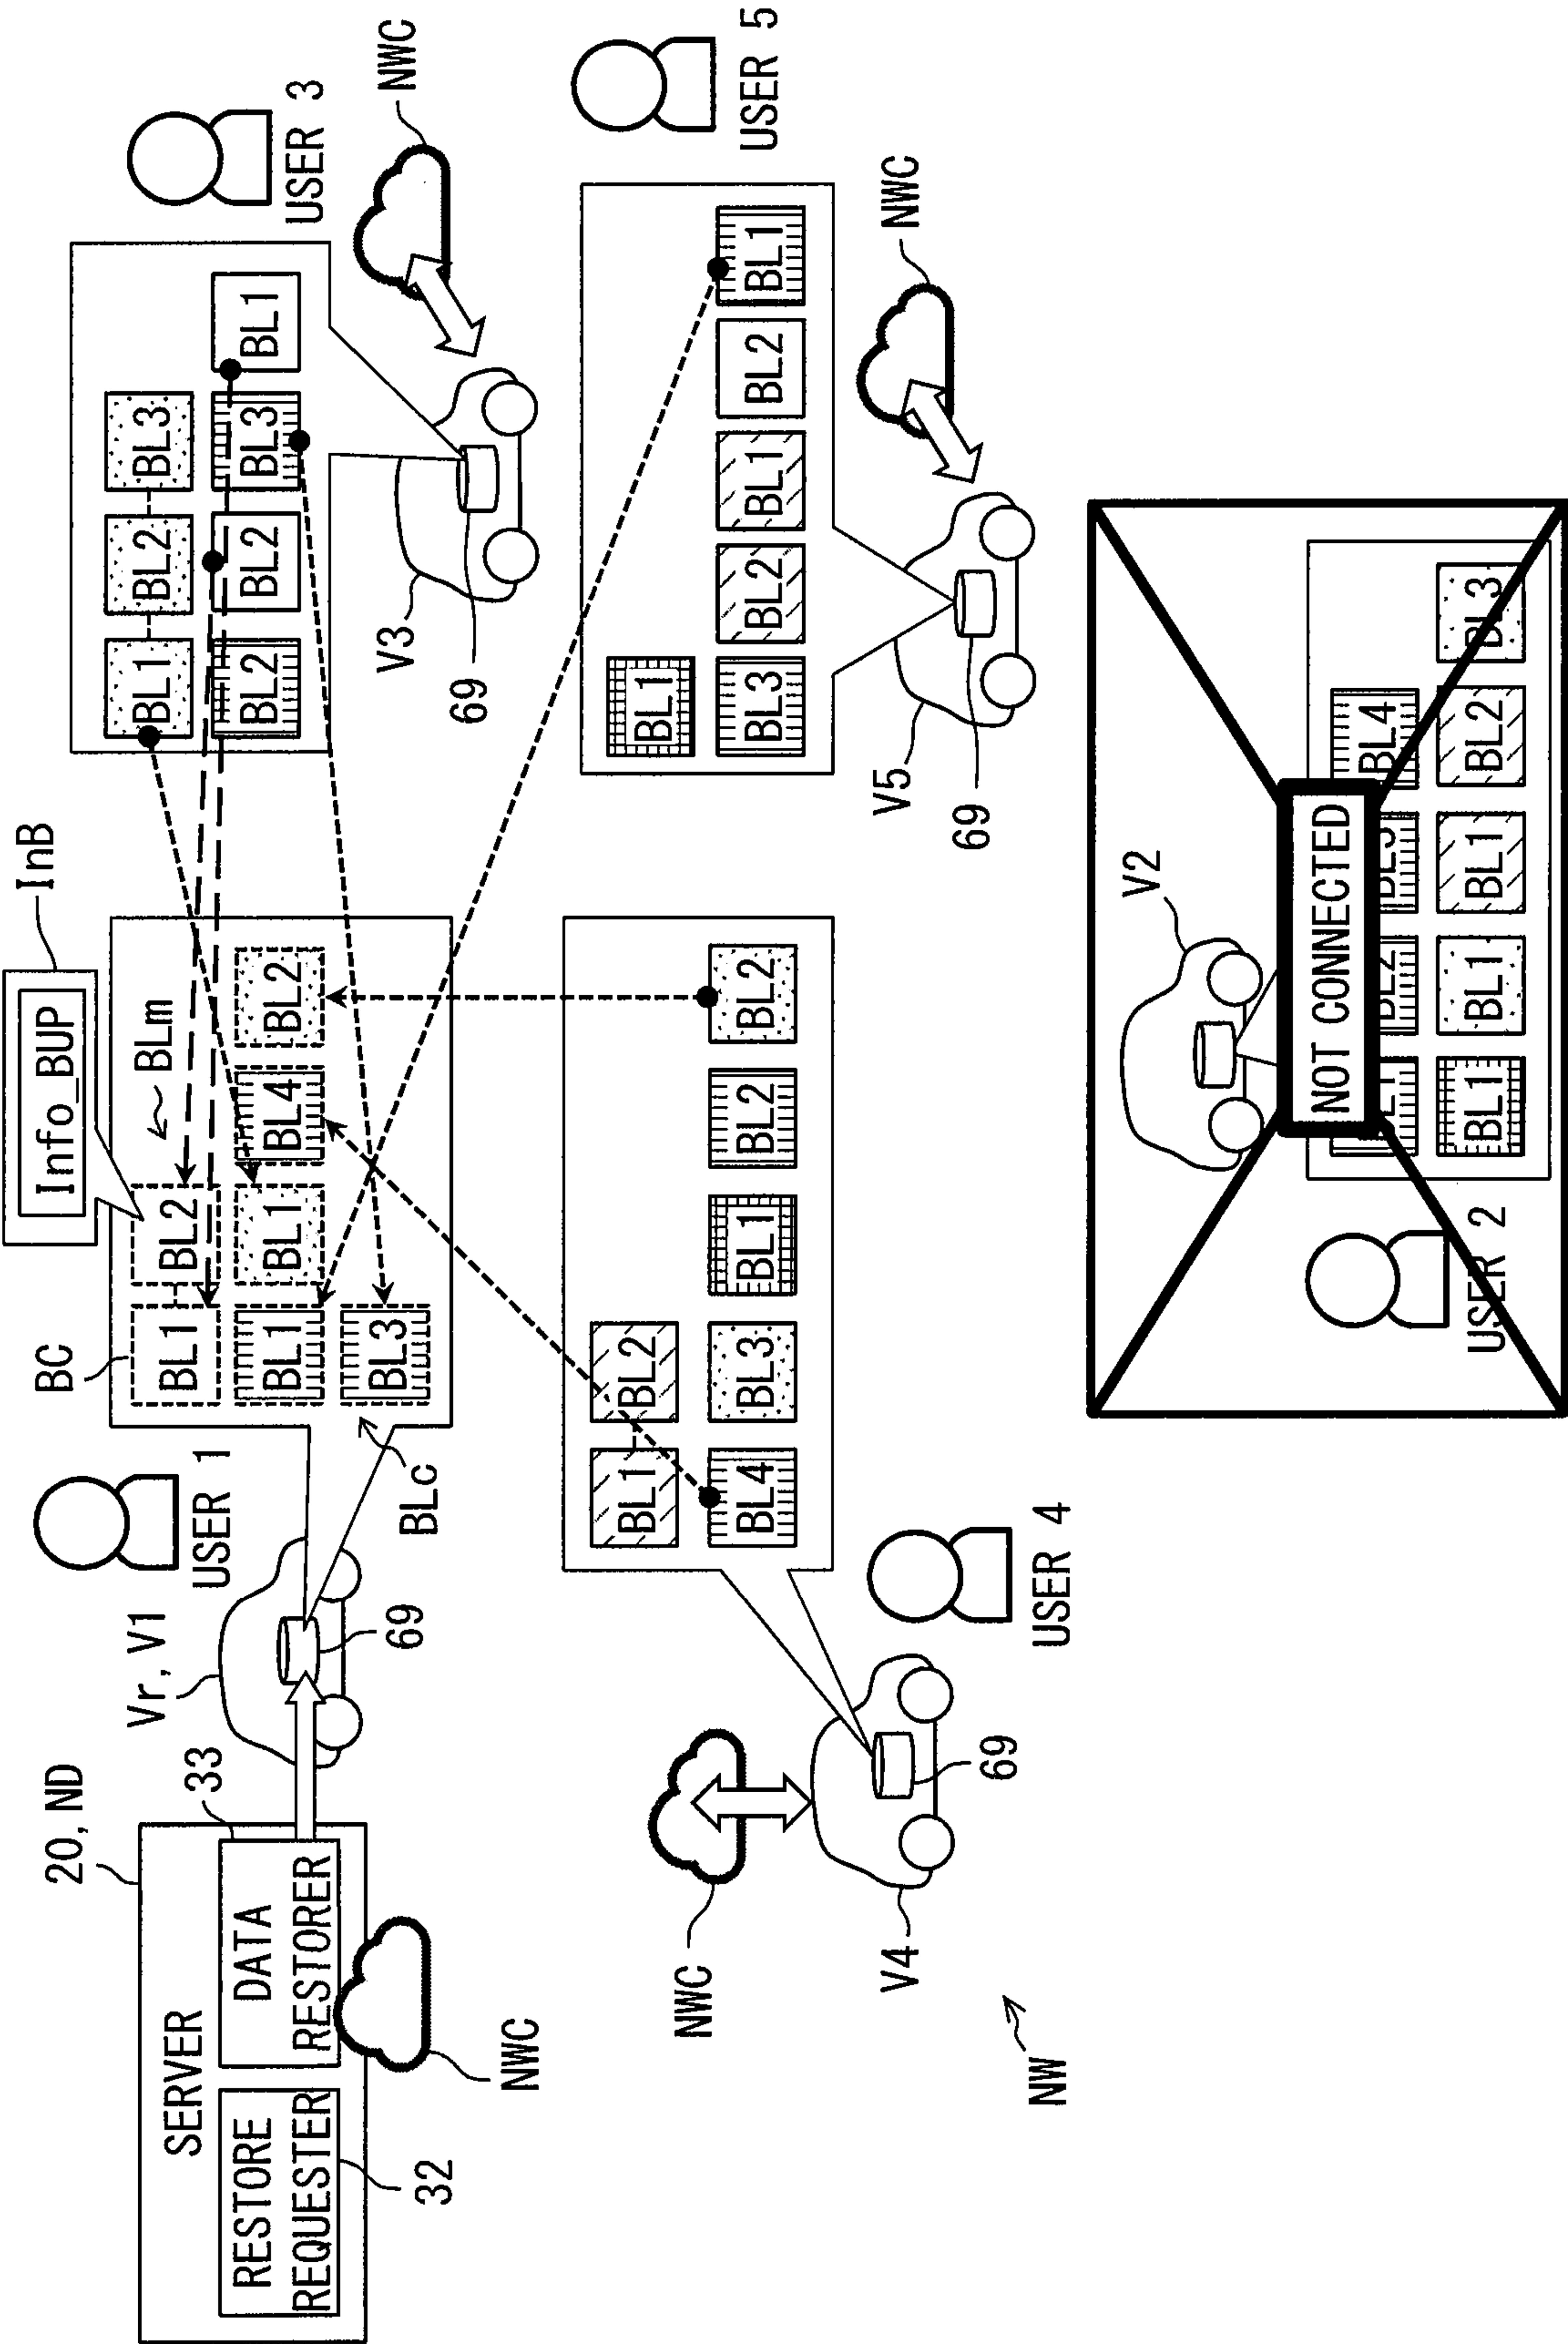 SERVER
RESTORE
REQUESTER
32
DATA
RESTORER
33
20, ND
NWC
Vr, V1
69
USER 1
BC
BLm
InB
Info_BUP
BL1
BL2
BL1
BL1
BL4
BL2
BL3
BLc
USER 3
BL1
BL2
BL3
BL2
BL2
BL3
BL1
V3
69
NWC
NWC
V4
69
USER 4
BL1
BL2
BL4
BL3
BL1
BL2
BL2
NW
USER 5
BL1
BL3
BL2
BL1
BL2
BL1
V5
69
NWC
USER 2
V2
NOT CONNECTED
BL2
BL3
BL4
BL1
BL1
BL1
BL2
BL3